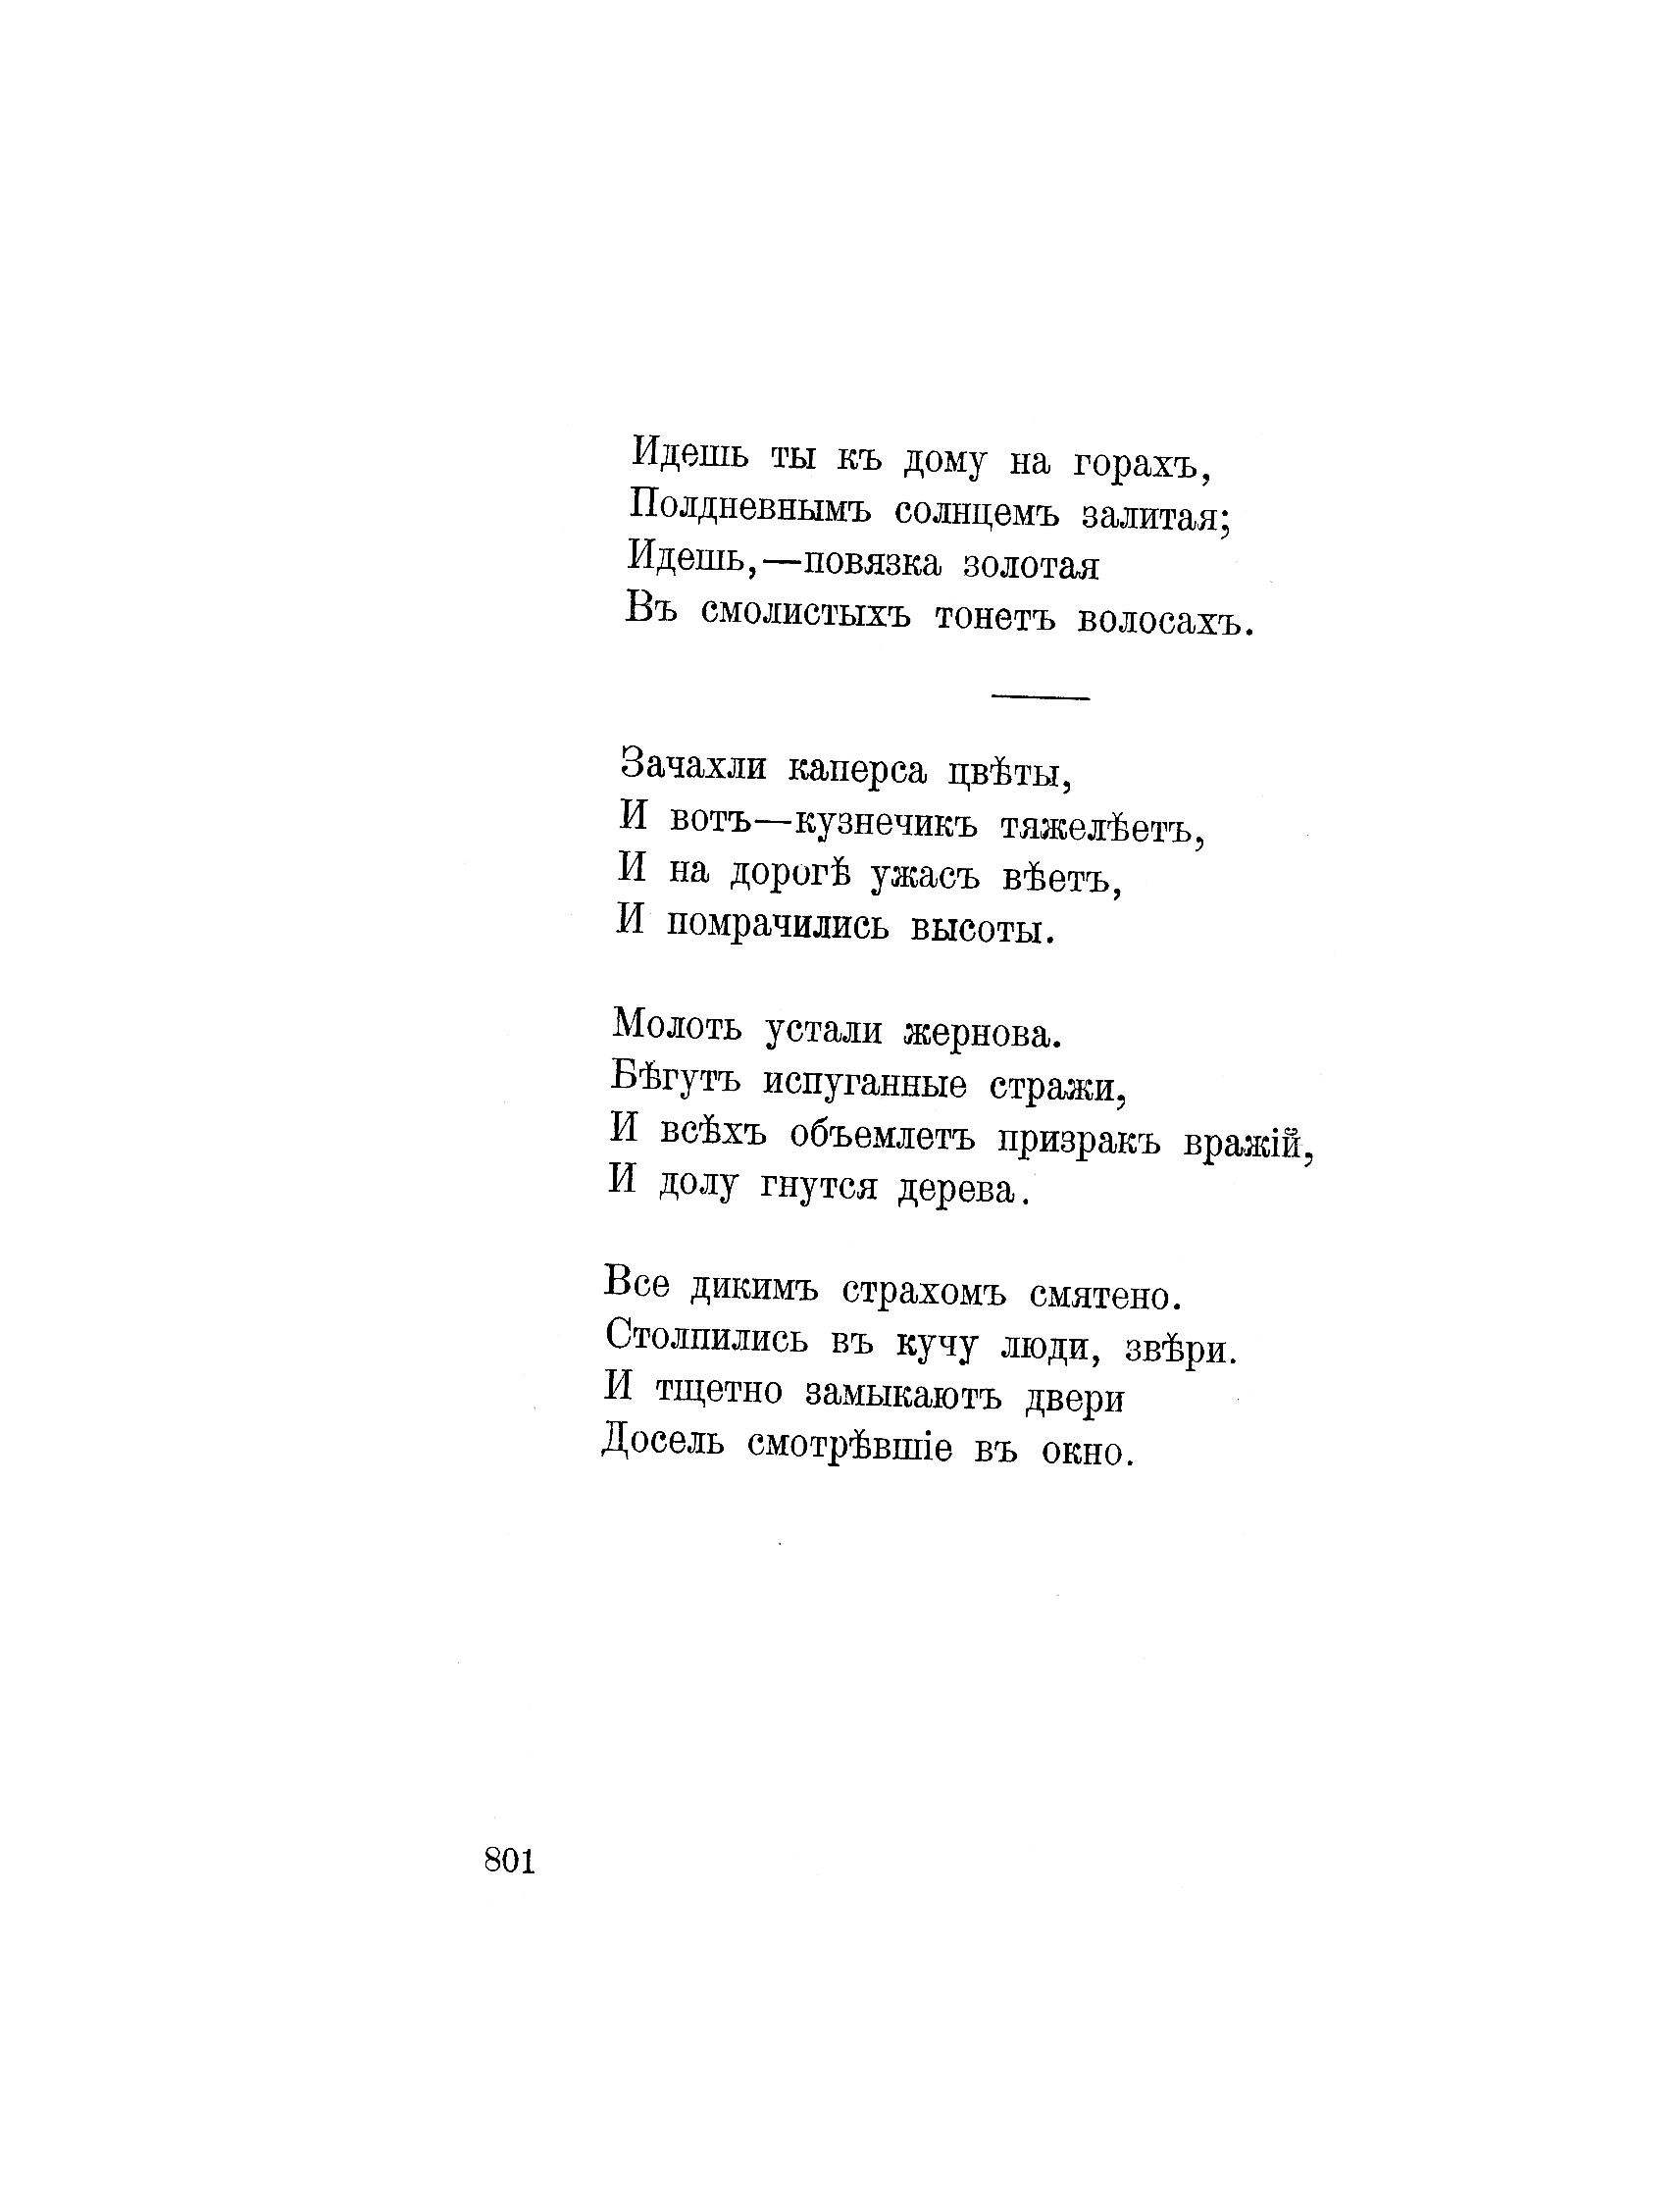 Идешь ты къ дому на горахъ,
Полдневнымъ солнцемъ залитая;
Идешь,—повязка золотая
Въ смолистыхъ тонетъ волосахъ.
Зачахли каперса цвѣты,
И вотъ—кузнечикъ тяжелѣетъ,
И на дорогѣ ужасъ вѣетъ,
И помрачились высоты.
Молоть устали жернова.
Бѣгутъ испуганные стражи,
И всѣхъ объемлетъ призракъ вражій,
И долу гнутся дерева.
Все дикимъ страхомъ смятено.
Столпились въ кучу люди, звѣри.
И тщетно замыкаютъ двери
Досель смотрѣвшіе въ окно.
801